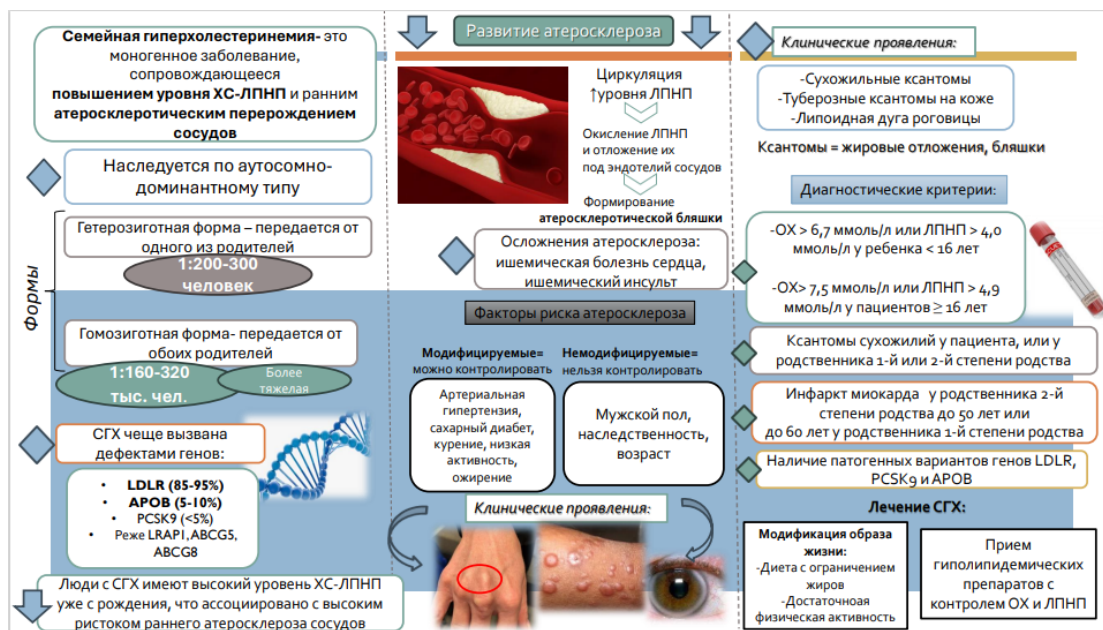 Семейная гиперхолестеринемия- это
моногенное заболевание,
сопровождающееся
повышением уровня ХС-ЛПНП и ранним
атеросклеротическим перерождением
сосудов
Наследуется по аутосомно-
доминантному типу
Формы
Гетерозиготная форма – передается от
одного из родителей
1:200-300
человек
Гомозиготная форма- передается от
обоих родителей
1:160-320
тыс. чел.
Более
тяжелая
СГХ чеще вызвана
дефектами генов:
• LDLR (85-95%)
• APOB (5-10%)
• PCSK9 (<5%)
• Реже LRAP1, ABCG5,
ABCG8
Люди с СГХ имеют высокий уровень ХС-ЛПНП
уже с рождения, что ассоциировано с высоким
ристоком раннего атеросклероза сосудов
Развитие атеросклероза
Циркуляция
↑уровня ЛПНП
Окисление ЛПНП
и отложение их
под эндотелий сосудов
Формирование
атеросклеротической бляшки
Осложнения атеросклероза:
ишемическая болезнь сердца,
ишемический инсульт
Факторы риска атеросклероза
Модифицируемые=
можно контролировать
Артериальная
гипертензия,
сахарный диабет,
курение, низкая
активность,
ожирение
Немодифицируемые=
нельзя контролировать
Мужской пол,
наследственность,
возраст
Клинические проявления:
Клинические проявления:
-Сухожильные ксантомы
-Туберозные ксантомы на коже
-Липоидная дуга роговицы
Ксантомы = жировые отложения, бляшки
Диагностические критерии:
-ОХ > 6,7 ммоль/л или ЛПНП > 4,0
ммоль/л у ребенка < 16 лет
-ОХ> 7,5 ммоль/л или ЛПНП > 4,9
ммоль/л у пациентов ≥ 16 лет
Ксантомы сухожилий у пациента, или у
родственника 1-й или 2-й степени родства
Инфаркт миокарда у родственника 2-й
степени родства до 50 лет или
до 60 лет у родственника 1-й степени родства
Наличие патогенных вариантов генов LDLR,
PCSK9 и APOB
Лечение СГХ:
Модификация образа
жизни:
-Диета с ограничением
жиров
-Достаточноая
физическая активность
Прием
гиполипидемических
препаратов с
контролем ОХ и ЛПНП